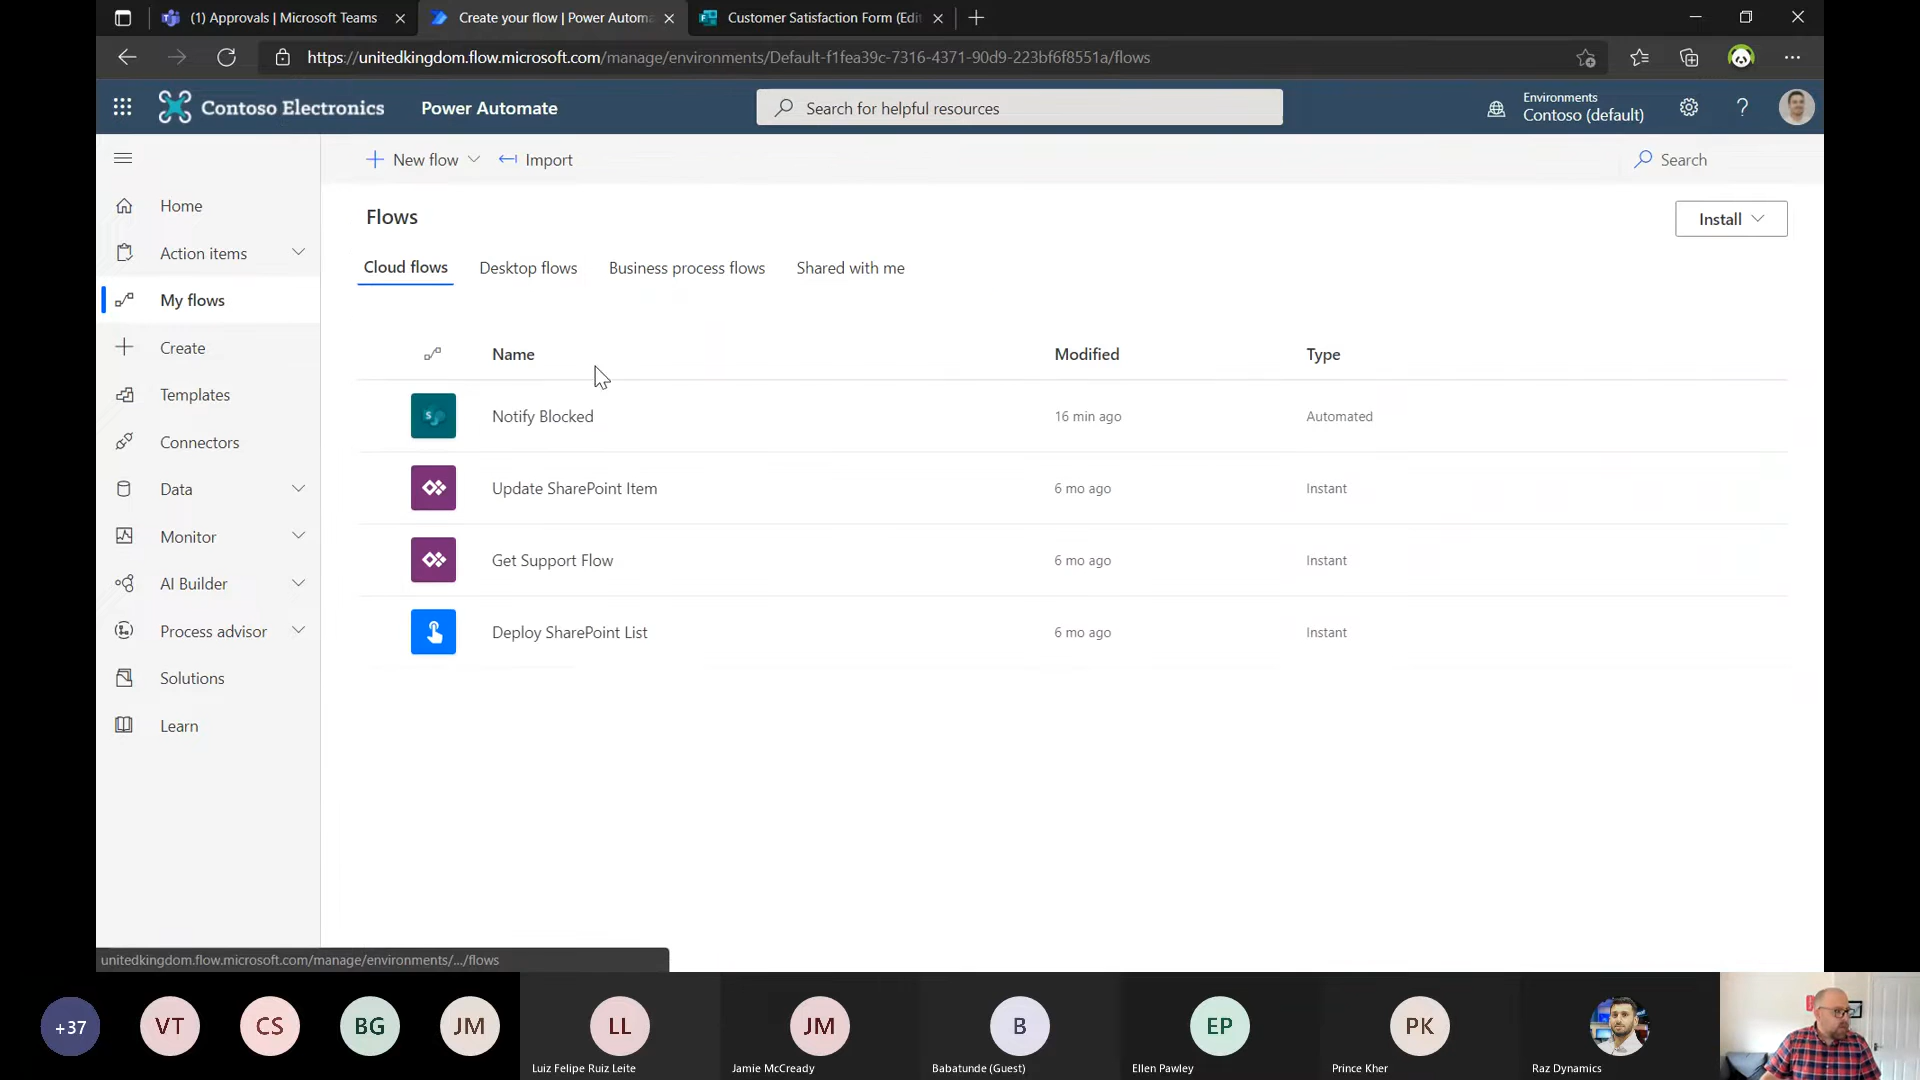 (1) Approvals | Microsoft Teams
Create your flow | PowerAutom
Customer Satisfaction Form (Edi
https://unitedkingdom.flow.microsoft.com/manage/environments/Default-f1fea39c-7316-4371-90d9-223bf6f8551a/flows
Contoso Electronics
Power Automate
Search for helpful resources
Environments
Contoso (default)
?
New flow
Import
Search
Home
Action items
My flows
Create
Templates
Connectors
Data
Monitor
AI Builder
Process advisor
Solutions
Learn
Flows
Install
Cloud flows
Desktop flows
Business process flows
Shared with me
Name
Modified
Type
S
Notify Blocked
16 min ago
Automated
Update SharePoint Item
6 mo ago
Instant
Get Support Flow
6 mo ago
Instant
Deploy SharePoint List
6 mo ago
Instant
unitedkingdom.flow.microsoft.com/manage/environments/.../flows
+37
VT
CS
BG
JM
LL
JM
B
EP
PK
Luiz Felipe Ruiz Leite
Jamie McCready
Babatunde (Guest)
Ellen Pawley
Prince Kher
Raz Dynamics